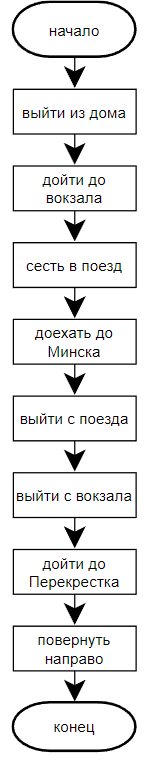 начало
выйти из дома
дойти до
вокзала
сесть в поезд
доехать до
Минска
выйти с поезда
выйти с вокзала
дойти до
Перекрестка
повернуть
направо
конец